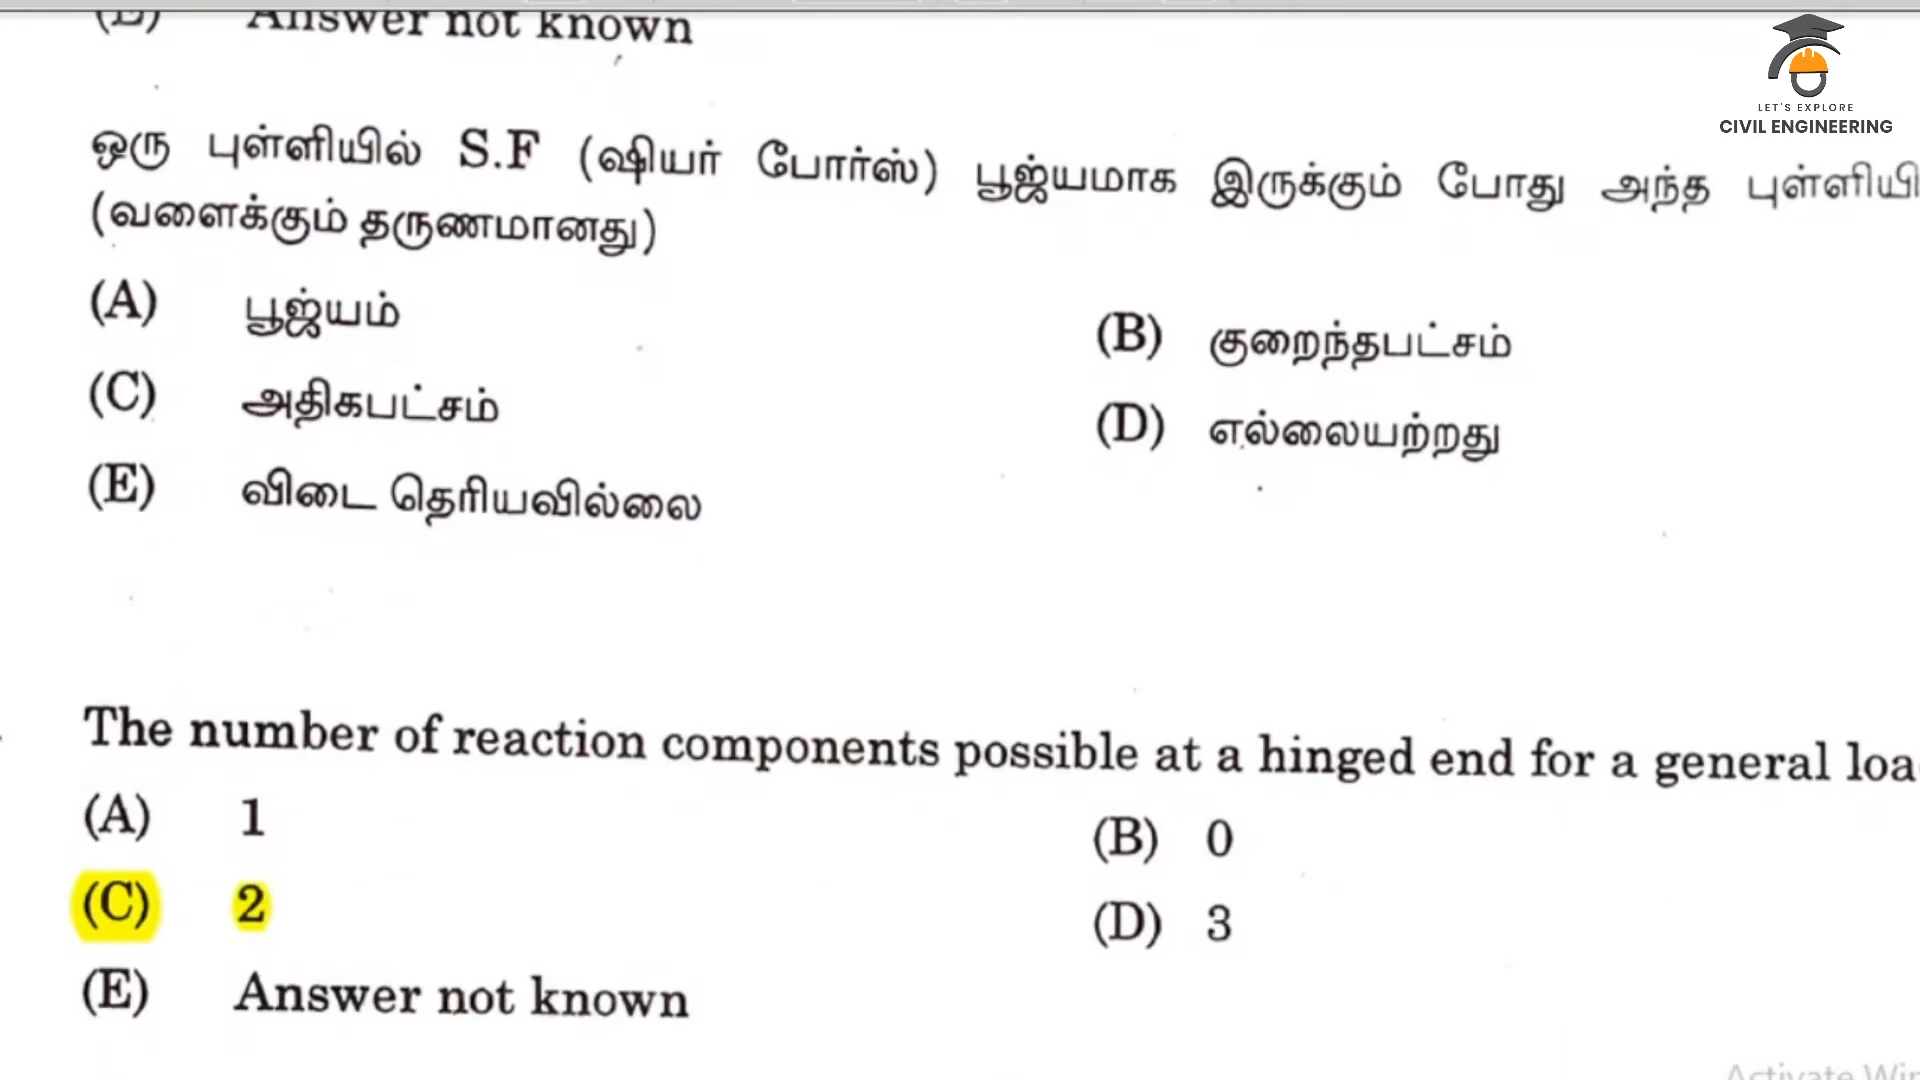 Answer not known
LET'S EXPLORE
CIVIL ENGINEERING
ஒரு புள்ளியில் S.F (ஷியர் போர்ஸ்) பூஜ்யமாக இருக்கும் போது அந்த
(வளைக்கும் தருணமானது)
(A) பூஜ்யம்
(B) குறைந்தபட்சம்
(C) அதிகபட்சம்
(D) எல்லையற்றது
(E) விடை தெரியவில்லை
The number of reaction components possible at a hinged end for a general
(A) 1
(B) 0
(C) 2
(D) 3
(E) Answer not known
Activate